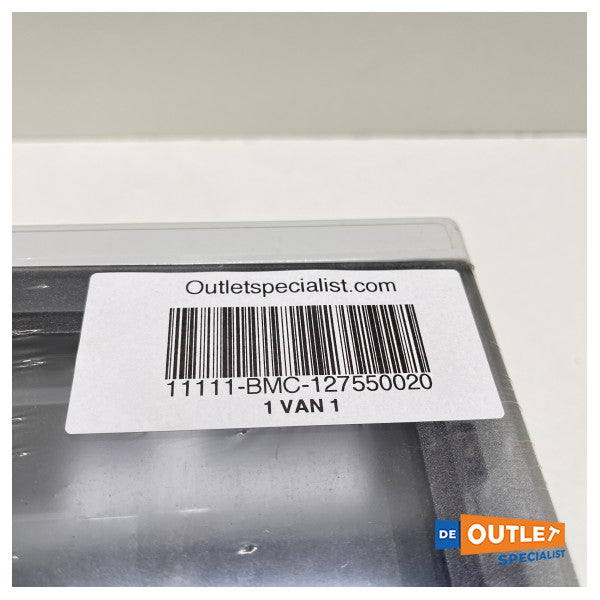 Outletspecialist.com
11111-BMC-127550020
1 VAN 1
DE OUTLET
SPECIALIST